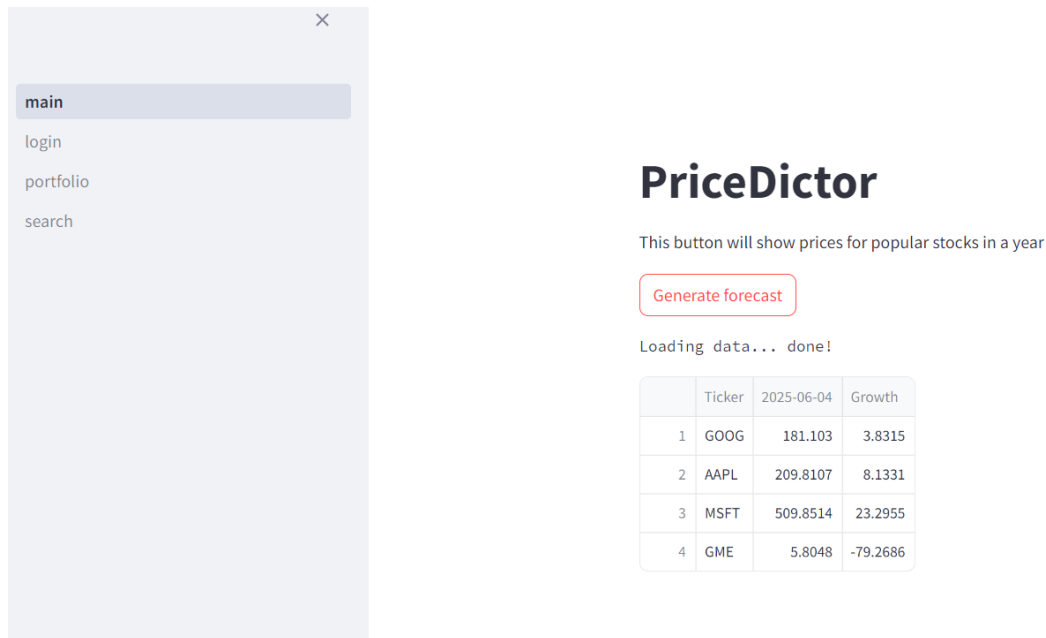 main
login
portfolio
search
PriceDictor
This button will show prices for popular stocks in a year
Generate forecast
Loading data... done!
Ticker 2025-06-04 Growth
1 GOOG 181.103 3.8315
2 AAPL 209.8107 8.1331
3 MSFT 509.8514 23.2955
4 GME 5.8048 -79.2686